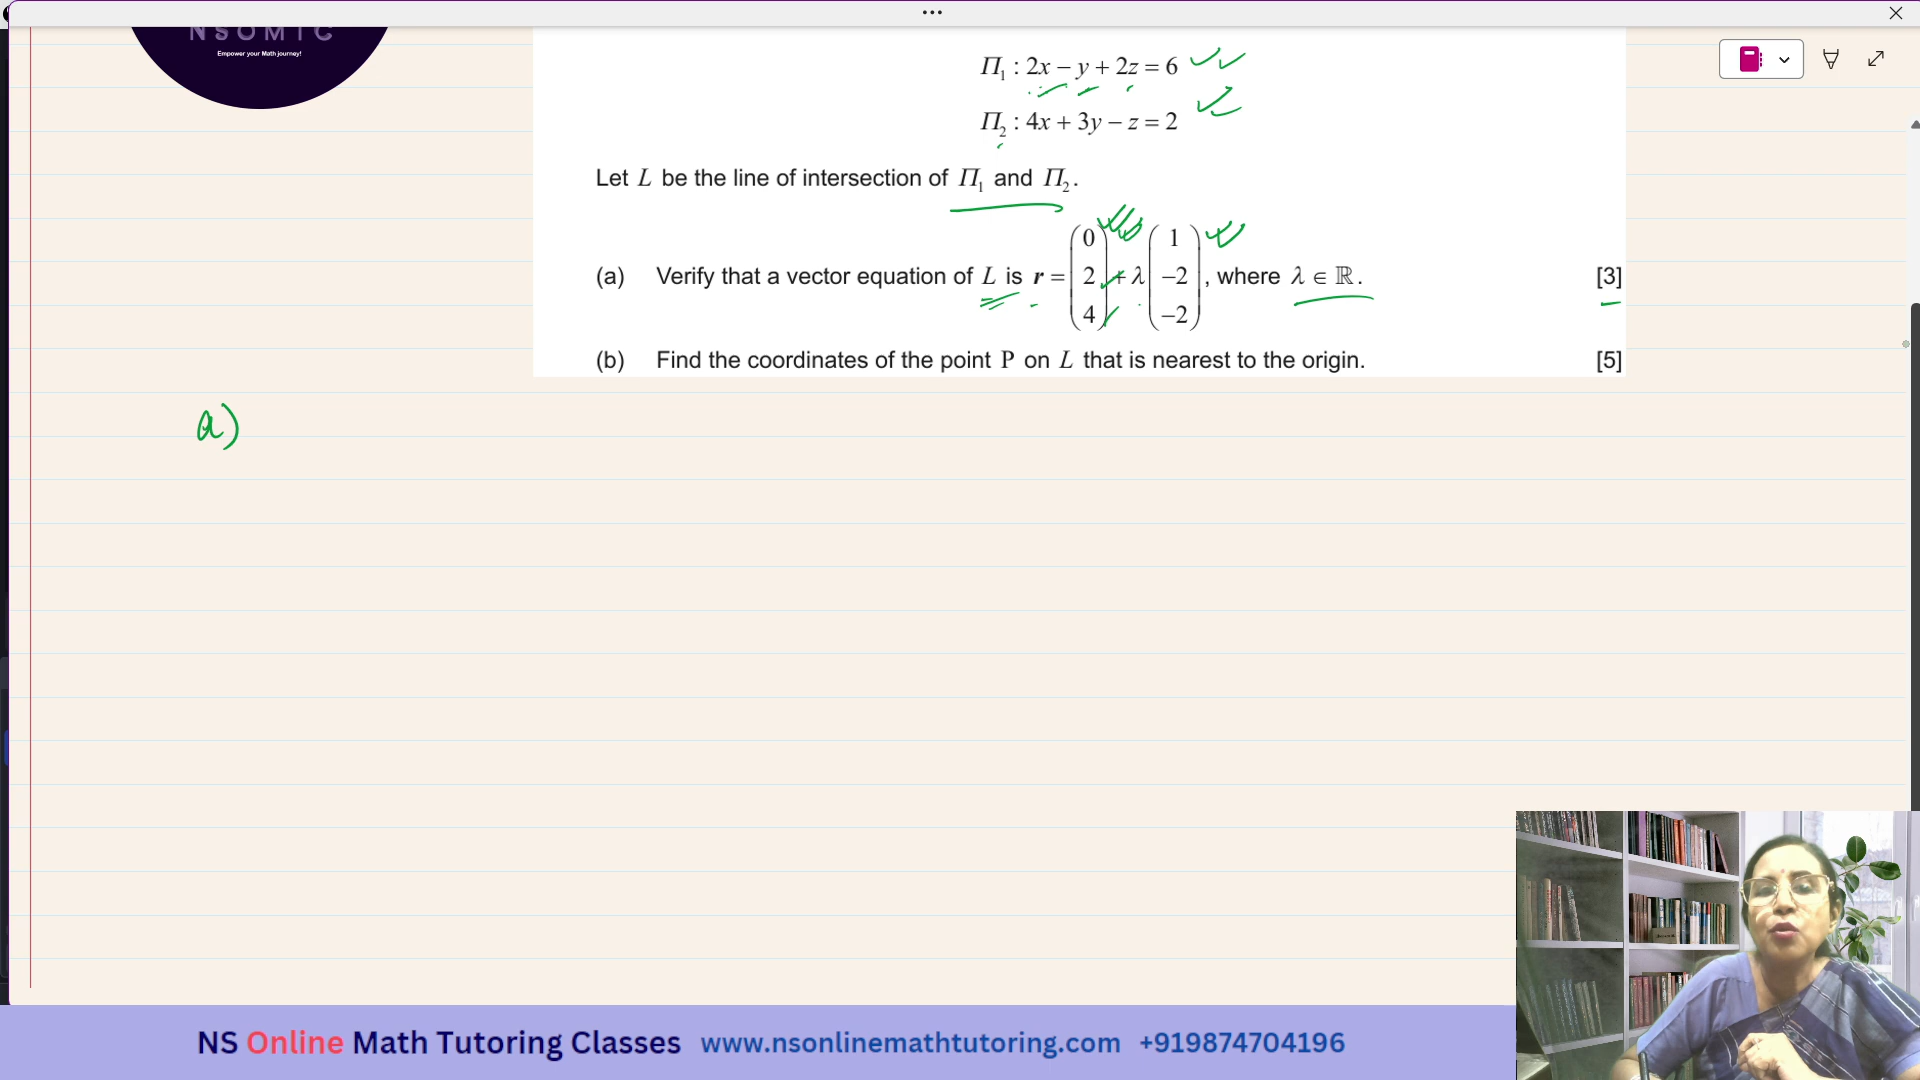 NSOMIC
Empower your Math journey!
Π₁ : 2x − y + 2z = 6
Π₂ : 4x + 3y − z = 2
Let L be the line of intersection of Π₁ and Π₂.
(a) Verify that a vector equation of L is r = (0 2 4) + λ (1 −2 −2), where λ ∈ ℝ. [3]
(b) Find the coordinates of the point P on L that is nearest to the origin. [5]
a)
NS Online Math Tutoring Classes www.nsonlinemathtutoring.com +919874704196